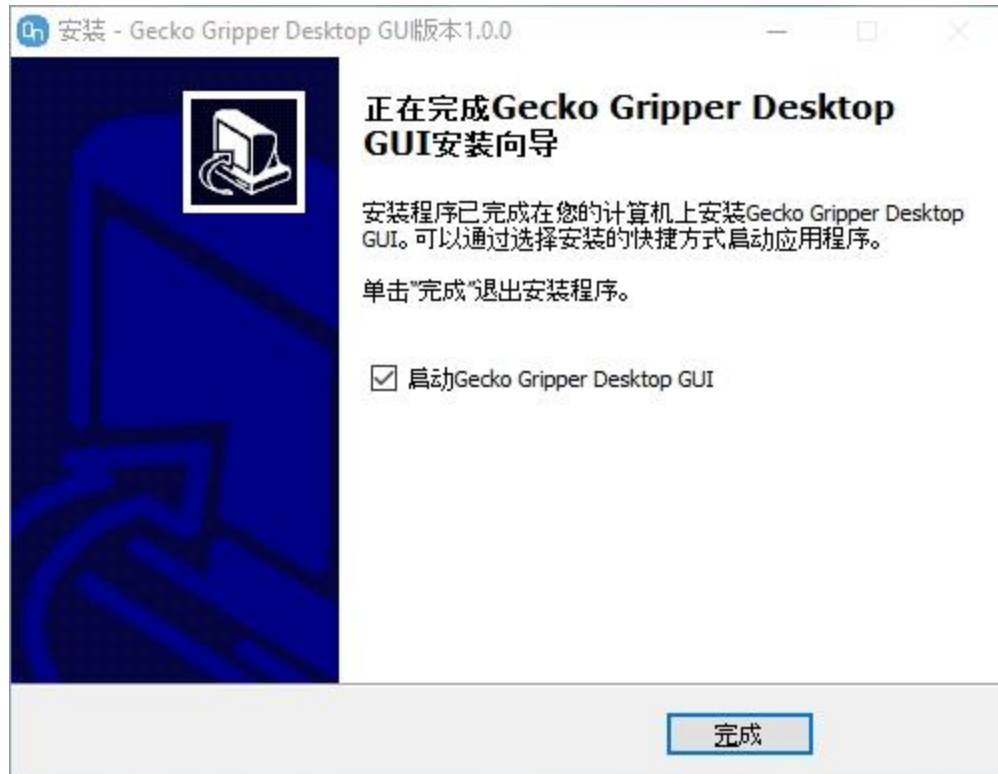 安装 - Gecko Gripper Desktop GUI版本1.0.0
正在完成Gecko Gripper Desktop
GUI安装向导
安装程序已完成在您的计算机上安装Gecko Gripper Desktop
GUI。可以通过选择安装的快捷方式启动应用程序。
单击"完成"退出安装程序。
启动Gecko Gripper Desktop GUI
完成